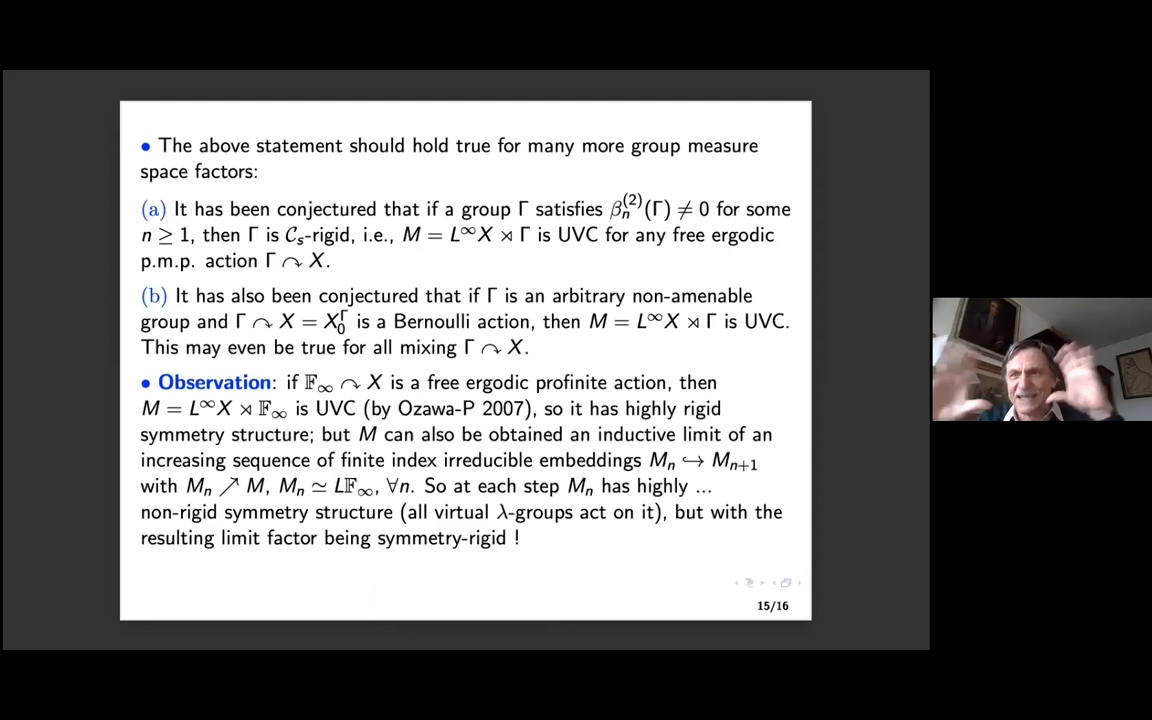 • The above statement should hold true for many more group measure
space factors:
(a) It has been conjectured that if a group Γ satisfies β_n^{(2)}(Γ) ≠ 0 for some
n ≥ 1, then Γ is 𝒞_s-rigid, i.e., M = L^∞X ⋊ Γ is UVC for any free ergodic
p.m.p. action Γ ↷ X.
(b) It has also been conjectured that if Γ is an arbitrary non-amenable
group and Γ ↷ X = X_0^Γ is a Bernoulli action, then M = L^∞X ⋊ Γ is UVC.
This may even be true for all mixing Γ ↷ X.
• Observation: if 𝔽_∞ ↷ X is a free ergodic profinite action, then
M = L^∞X ⋊ 𝔽_∞ is UVC (by Ozawa-P 2007), so it has highly rigid
symmetry structure; but M can also be obtained an inductive limit of an
increasing sequence of finite index irreducible embeddings M_n ↪ M_{n+1}
with M_n ↗ M, M_n ≃ L𝔽_∞, ∀n. So at each step M_n has highly ...
non-rigid symmetry structure (all virtual λ-groups act on it), but with the
resulting limit factor being symmetry-rigid !
15/16